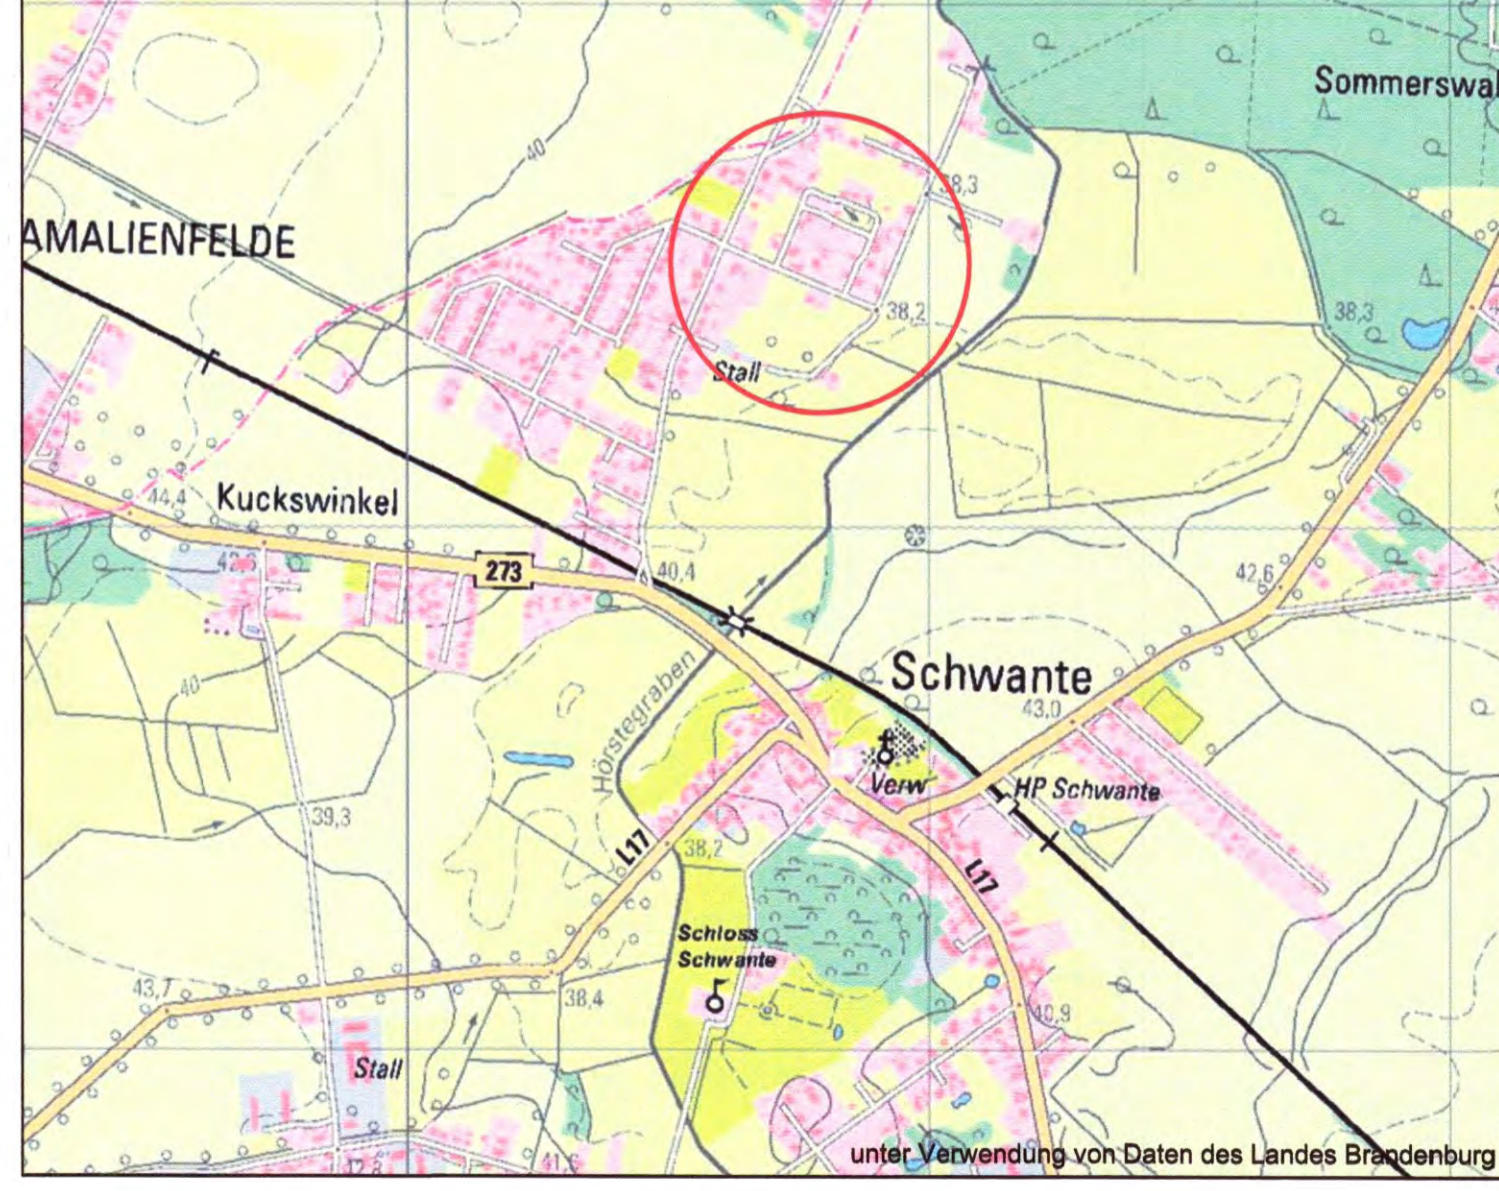 Sommerswal
40
38,3
AMALIENFELDE
38,2
38,3
Stall
44,4
Kuckswinkel
273
40,4
42,6
Schwante
40
43,0
Hörstegraben
Verw
HP Schwante
39,3
L17
38,2
L17
Schloss
Schwante
43,7
38,4
40,9
Stall
41,6
unter Verwendung von Daten des Landes Brandenburg